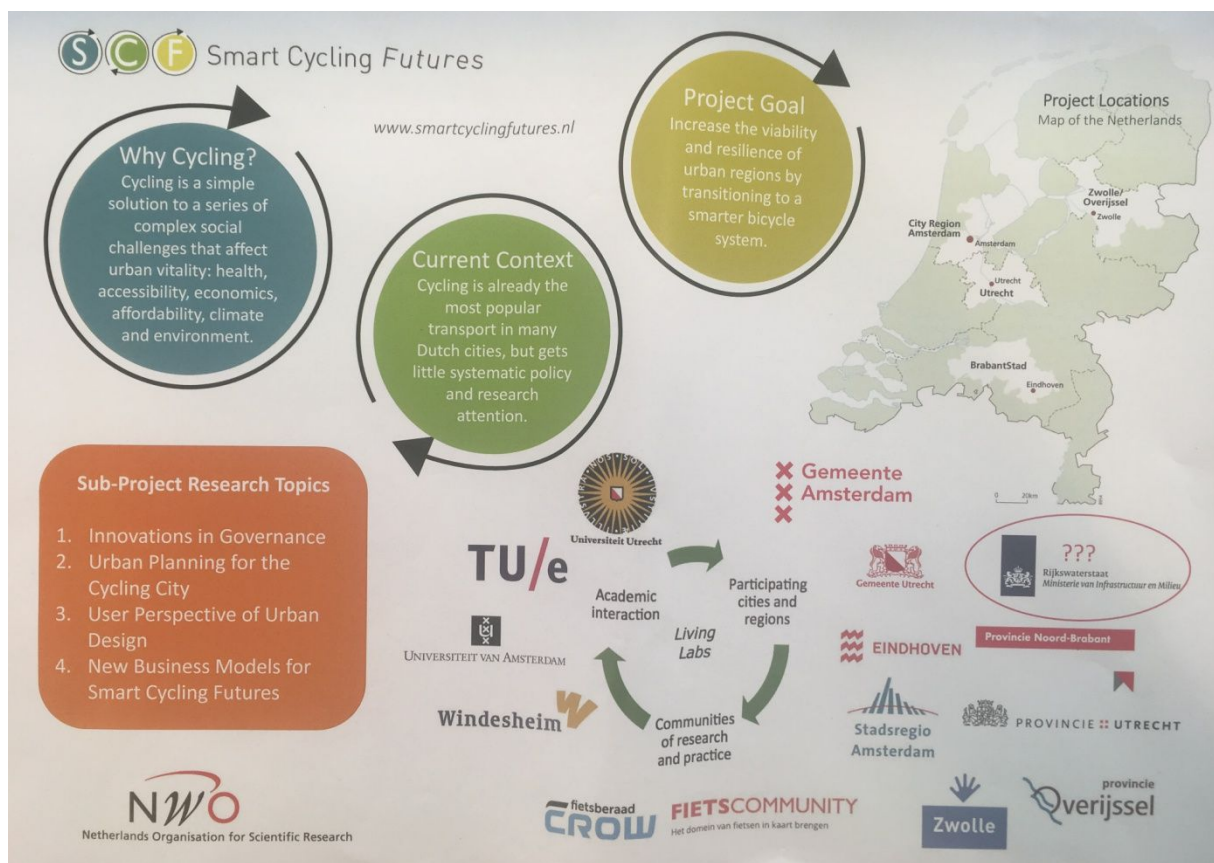 SCF Smart Cycling Futures
www.smartcyclingfutures.nl
Why Cycling?
Cycling is a simple
solution to a series of
complex social
challenges that affect
urban vitality: health,
accessibility, economics,
affordability, climate
and environment.
Current Context
Cycling is already the
most popular
transport in many
Dutch cities, but gets
little systematic policy
and research
attention.
Project Goal
Increase the viability
and resilience of
urban regions by
transitioning to a
smarter bicycle
system.
Project Locations
Map of the Netherlands
Zwolle/
Overijssel
Zwolle
City Region
Amsterdam
Amsterdam
Utrecht
Utrecht
BrabantStad
Eindhoven
0 20km
Sub-Project Research Topics
1. Innovations in Governance
2. Urban Planning for the
Cycling City
3. User Perspective of Urban
Design
4. New Business Models for
Smart Cycling Futures
Universiteit Utrecht
TU/e
UNIVERSITEIT VAN AMSTERDAM
Windesheim
Academic
interaction
Participating
cities and
regions
Living
Labs
Communities
of research
and practice
Gemeente
Amsterdam
Gemeente Utrecht
???
Rijkswaterstaat
Ministerie van Infrastructuur en Milieu
EINDHOVEN
Provincie Noord-Brabant
Stadsregio
Amsterdam
PROVINCIE :: UTRECHT
NWO
Netherlands Organisation for Scientific Research
fietsberaad
CROW
FIETSCOMMUNITY
Het domein van fietsen in kaart brengen
Zwolle
provincie
Overijssel